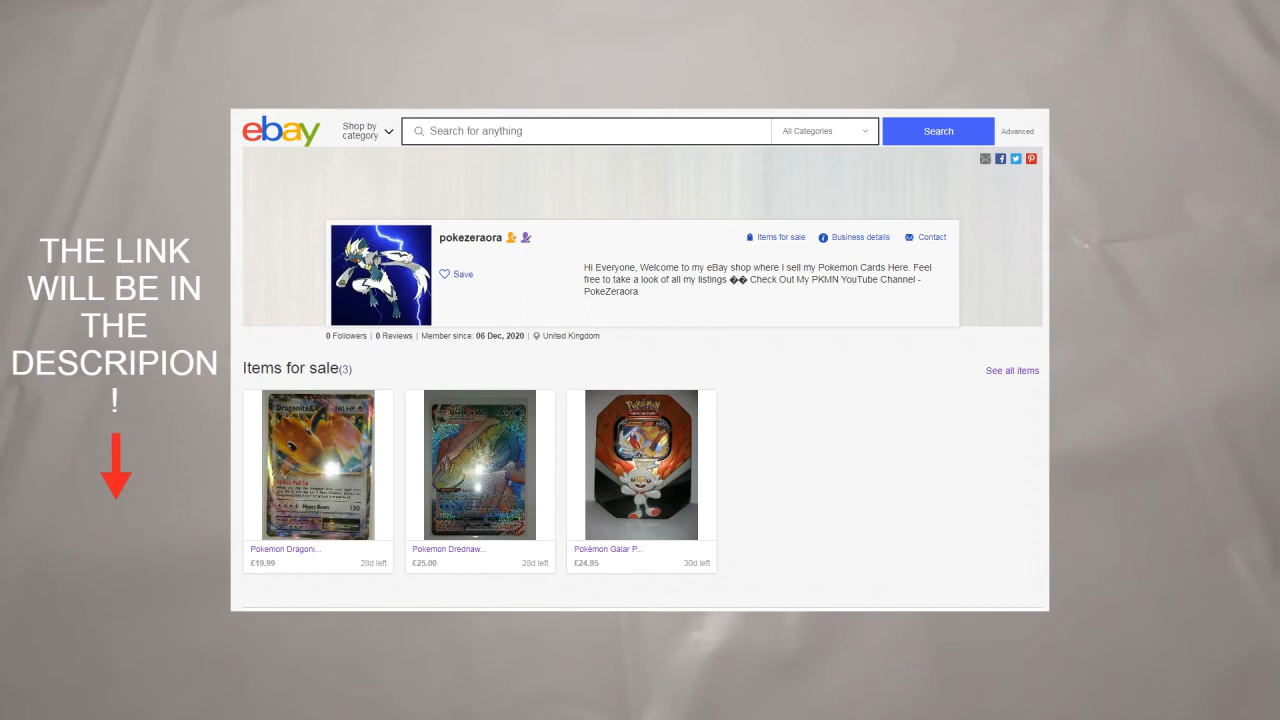 THE LINK
WILL BE IN
THE
DESCRIPION
!
ebay
Shop by
category
Search for anything
All Categories
Search
Advanced
pokezeraora
Items for sale
Business details
Contact
Save
Hi Everyone, Welcome to my eBay shop where I sell my Pokemon Cards Here. Feel
free to take a look of all my listings �� Check Out My PKMN YouTube Channel -
PokeZeraora
0 Followers | 0 Reviews | Member since: 06 Dec, 2020 | United Kingdom
Items for sale(3)
See all items
Pokemon Dragoni...
£19.99 28d left
Pokemon Drednaw...
£25.00 28d left
Pokémon Galar P...
£24.95 30d left
Hyper Beam 130
POKéMON